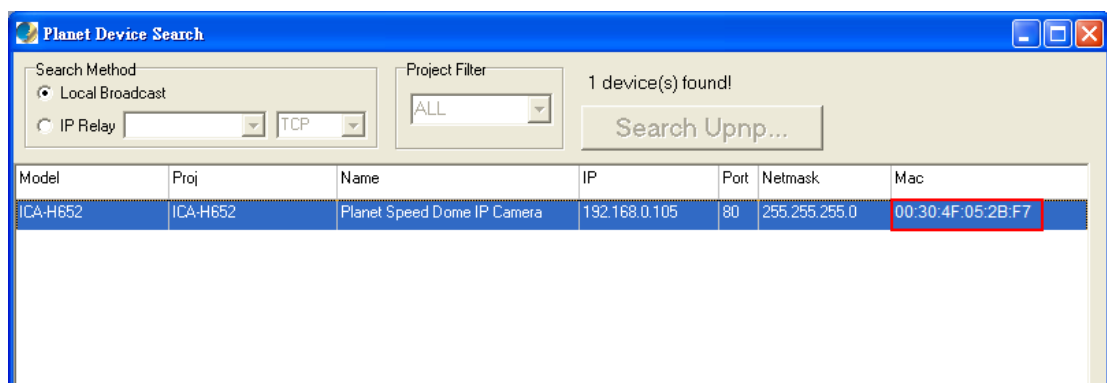 Planet Device Search
Search Method
Local Broadcast
IP Relay TCP
Project Filter
ALL
1 device(s) found!
Search Upnp...
Model Proj Name IP Port Netmask Mac
ICA-H652 ICA-H652 Planet Speed Dome IP Camera 192.168.0.105 80 255.255.255.0 00:30:4F:05:2B:F7